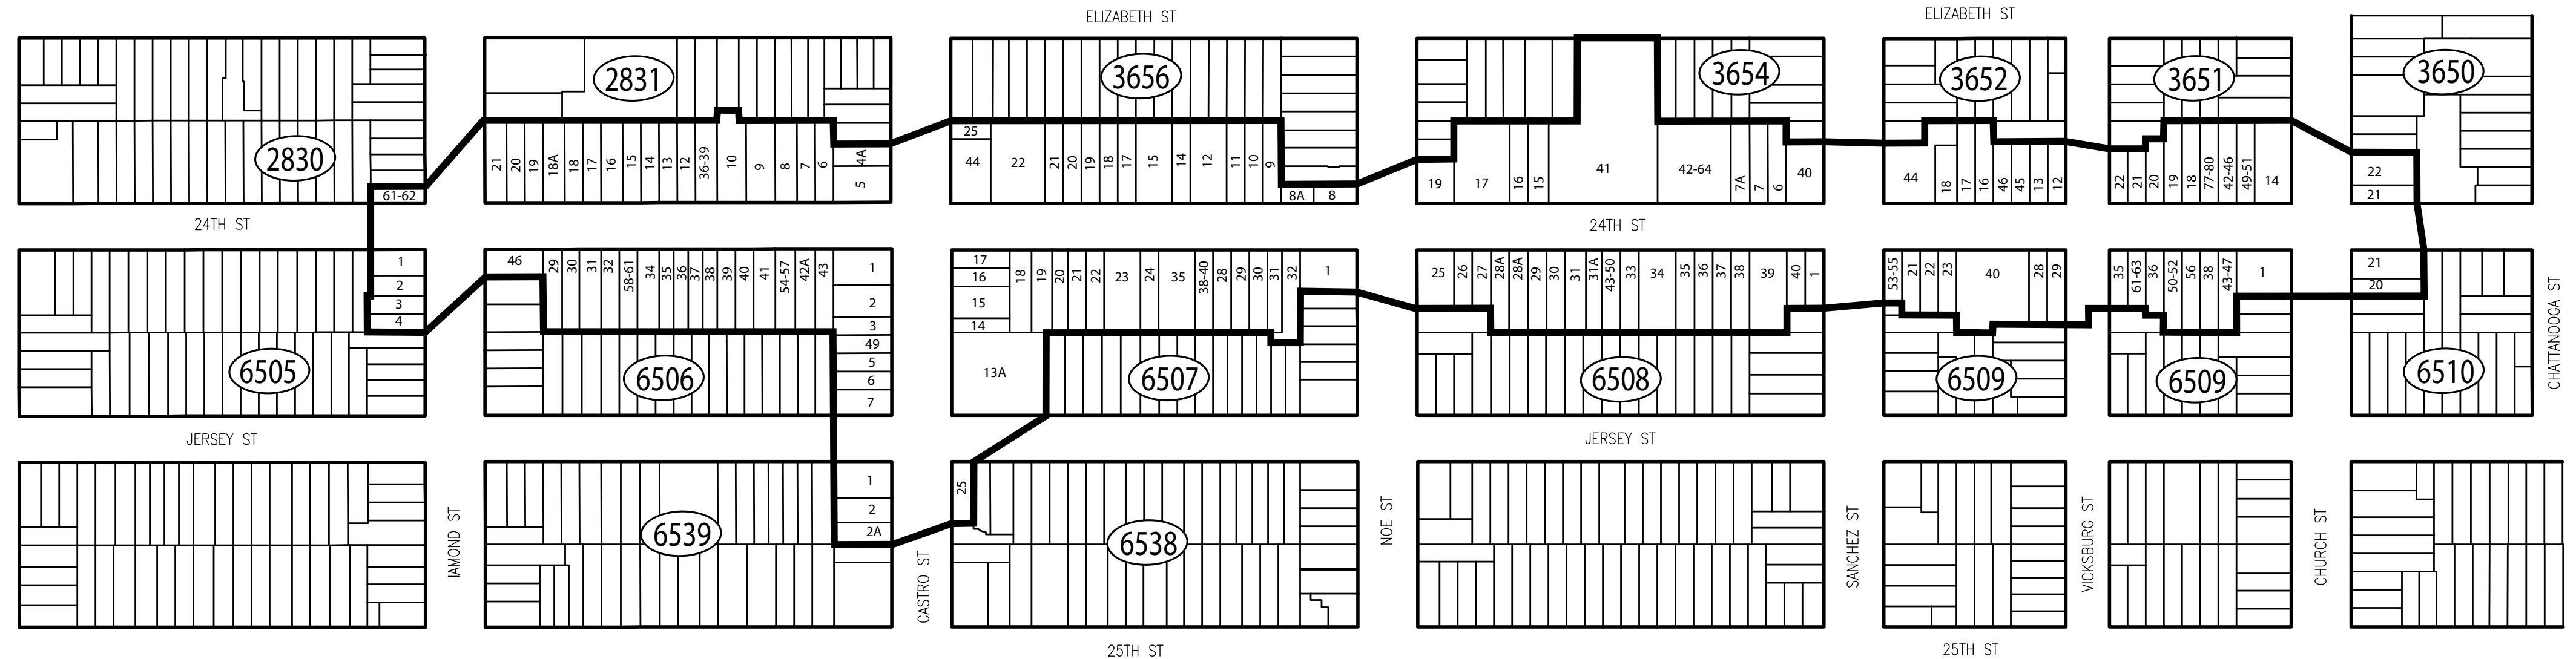 ELIZABETH ST
ELIZABETH ST
2830
61-62
2831
21 20 19 18A 18 17 16 15 14 13 12 36-39 10 9 8 7 6
4A
5
3656
25
44 22 21 20 19 18 17 15 14 12 11 10 9
8A 8
3654
19 17 16 15 41 42-64 7A 7 6 40
3652
44 18 17 16 46 45 13 12
3651
22 21 20 19 18 77-80 42-46 49-51 14
3650
22
21
24TH ST
24TH ST
1
2
3
4
6505
46 29 30 31 32 58-61 34 35 36 37 38 39 40 41 54-57 42A 43
1
2
3
49
5
6
7
6506
17
16
15
14
13A
18 19 20 21 22 23 24 35 38-40 28 29 30 31 32 1
6507
25 26 27 28A 28A 29 30 31 31A 43-50 33 34 35 36 37 38 39 40 1
6508
53-55 21 22 23 40 28 29
6509
35 61-63 36 50-52 56 38 43-47 1
6509
21
20
6510
CHATTANOOGA ST
JERSEY ST
JERSEY ST
IAMOND ST
6539
1
2
2A
CASTRO ST
25
6538
NOE ST
SANCHEZ ST
VICKSBURG ST
CHURCH ST
25TH ST
25TH ST